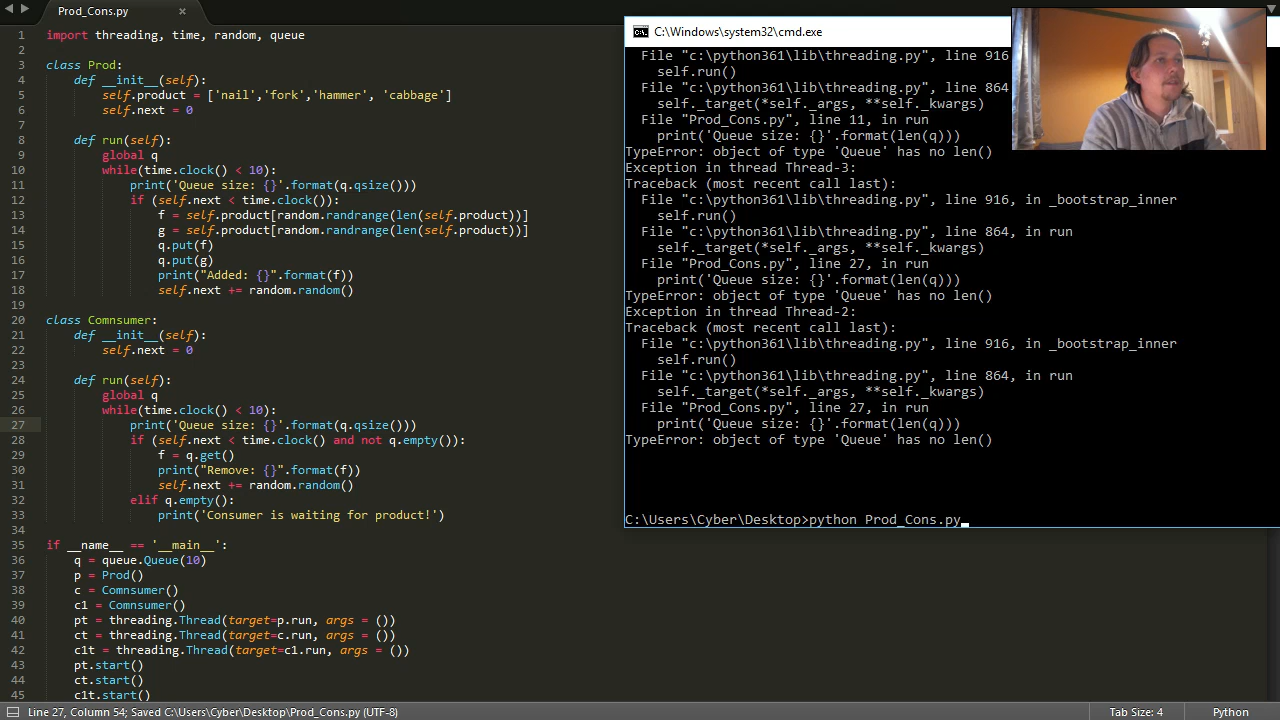 Prod_Cons.py ×
1 import threading, time, random, queue
2
3 class Prod:
4     def __init__(self):
5         self.product = ['nail','fork','hammer', 'cabbage']
6         self.next = 0
7
8     def run(self):
9         global q
10         while(time.clock() < 10):
11             print('Queue size: {}'.format(q.qsize()))
12             if (self.next < time.clock()):
13                 f = self.product[random.randrange(len(self.product))]
14                 g = self.product[random.randrange(len(self.product))]
15                 q.put(f)
16                 q.put(g)
17                 print("Added: {}".format(f))
18                 self.next += random.random()
19
20 class Comnsumer:
21     def __init__(self):
22         self.next = 0
23
24     def run(self):
25         global q
26         while(time.clock() < 10):
27             print('Queue size: {}'.format(q.qsize()))
28             if (self.next < time.clock() and not q.empty()):
29                 f = q.get()
30                 print("Remove: {}".format(f))
31                 self.next += random.random()
32             elif q.empty():
33                 print('Consumer is waiting for product!')
34
35 if __name__ == '__main__':
36     q = queue.Queue(10)
37     p = Prod()
38     c = Comnsumer()
39     c1 = Comnsumer()
40     pt = threading.Thread(target=p.run, args = ())
41     ct = threading.Thread(target=c.run, args = ())
42     c1t = threading.Thread(target=c1.run, args = ())
43     pt.start()
44     ct.start()
45     c1t.start()
C:\Windows\system32\cmd.exe
File "c:\python361\lib\threading.py", line 916
self.run()
File "c:\python361\lib\threading.py", line 864
self._target(*self._args, **self._kwargs)
File "Prod_Cons.py", line 11, in run
print('Queue size: {}'.format(len(q)))
TypeError: object of type 'Queue' has no len()
Exception in thread Thread-3:
Traceback (most recent call last):
File "c:\python361\lib\threading.py", line 916, in _bootstrap_inner
self.run()
File "c:\python361\lib\threading.py", line 864, in run
self._target(*self._args, **self._kwargs)
File "Prod_Cons.py", line 27, in run
print('Queue size: {}'.format(len(q)))
TypeError: object of type 'Queue' has no len()
Exception in thread Thread-2:
Traceback (most recent call last):
File "c:\python361\lib\threading.py", line 916, in _bootstrap_inner
self.run()
File "c:\python361\lib\threading.py", line 864, in run
self._target(*self._args, **self._kwargs)
File "Prod_Cons.py", line 27, in run
print('Queue size: {}'.format(len(q)))
TypeError: object of type 'Queue' has no len()
C:\Users\Cyber\Desktop>python Prod_Cons.py
Line 27, Column 54; Saved C:\Users\Cyber\Desktop\Prod_Cons.py (UTF-8)
Tab Size: 4
Python